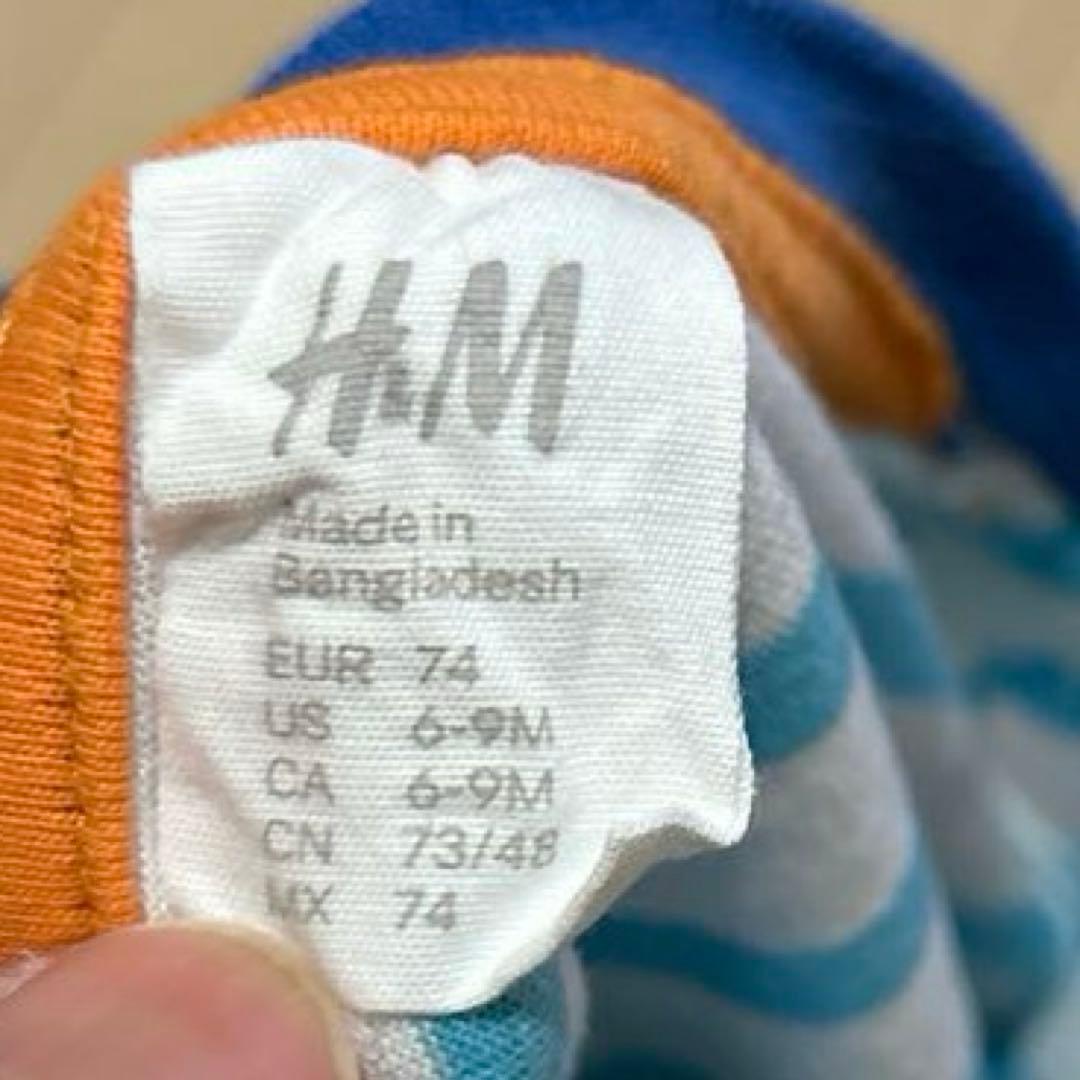 H&M
Made in
Bangladesh
EUR 74
US 6-9M
CA 6-9M
CN 73/48
MX 74